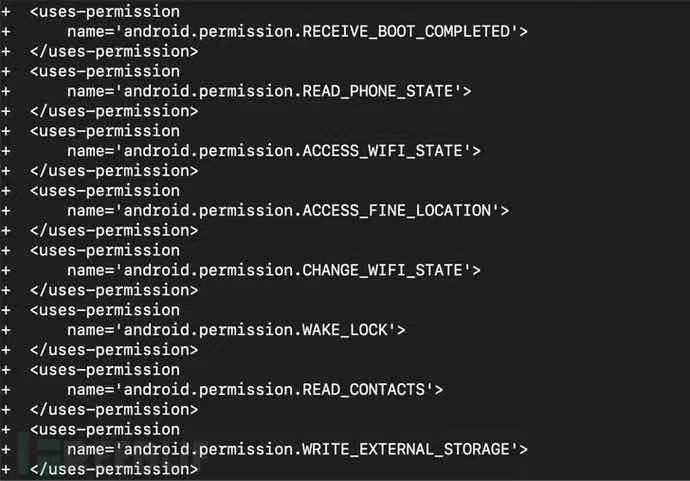 +  <uses-permission
+      name='android.permission.RECEIVE_BOOT_COMPLETED'>
+  </uses-permission>
+  <uses-permission
+      name='android.permission.READ_PHONE_STATE'>
+  </uses-permission>
+  <uses-permission
+      name='android.permission.ACCESS_WIFI_STATE'>
+  </uses-permission>
+  <uses-permission
+      name='android.permission.ACCESS_FINE_LOCATION'>
+  </uses-permission>
+  <uses-permission
+      name='android.permission.CHANGE_WIFI_STATE'>
+  </uses-permission>
+  <uses-permission
+      name='android.permission.WAKE_LOCK'>
+  </uses-permission>
+  <uses-permission
+      name='android.permission.READ_CONTACTS'>
+  </uses-permission>
+  <uses-permission
+      name='android.permission.WRITE_EXTERNAL_STORAGE'>
+  </uses-permission>